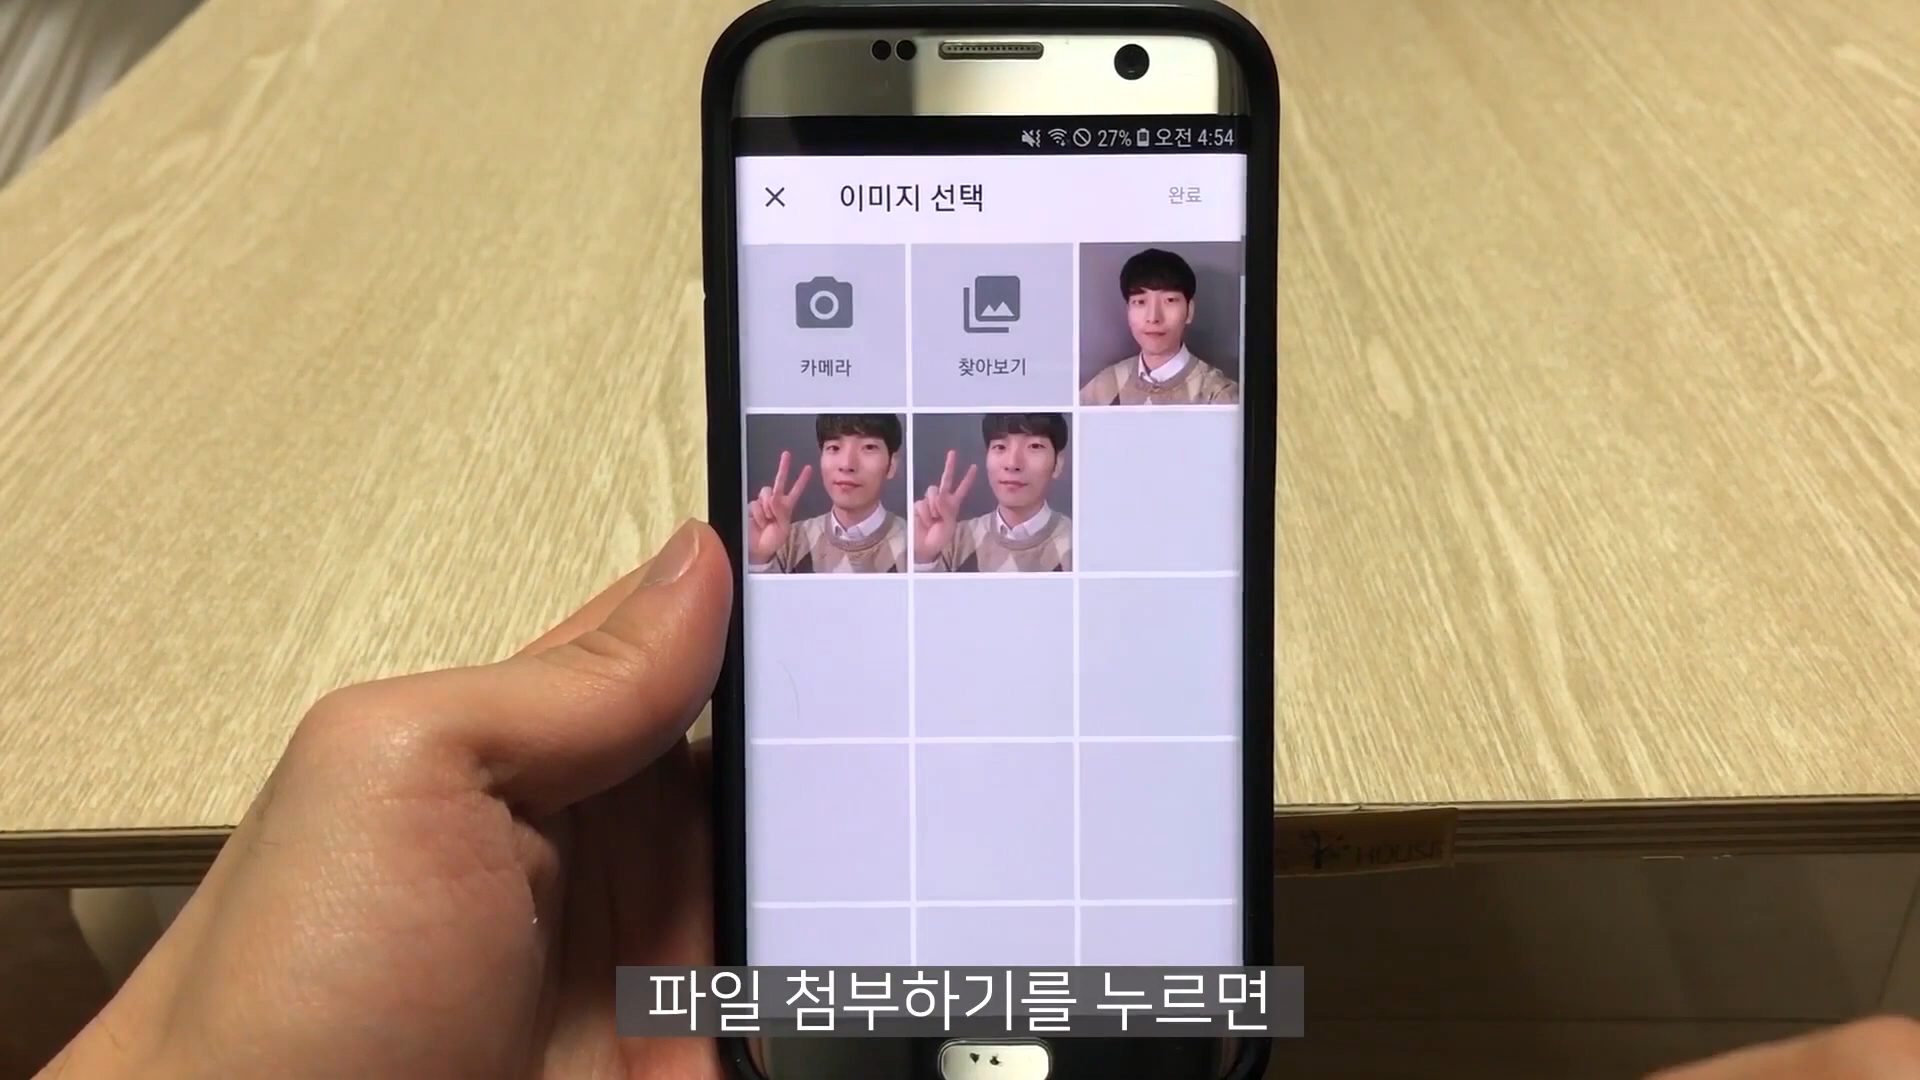 27% 오전 4:54
이미지 선택
완료
카메라
찾아보기
HOUSE
파일 첨부하기를 누르면